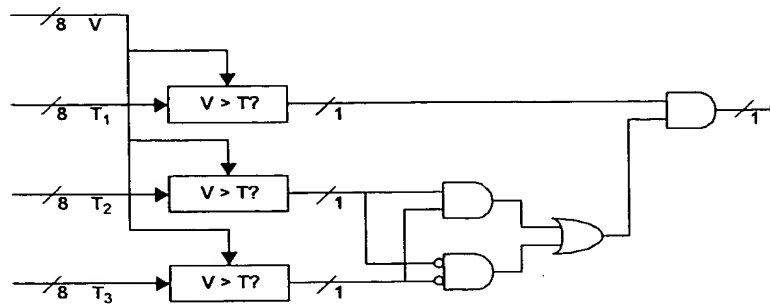 8 V
8 T₁ V > T? 1 1
8 T₂ V > T? 1
8 T₃ V > T? 1